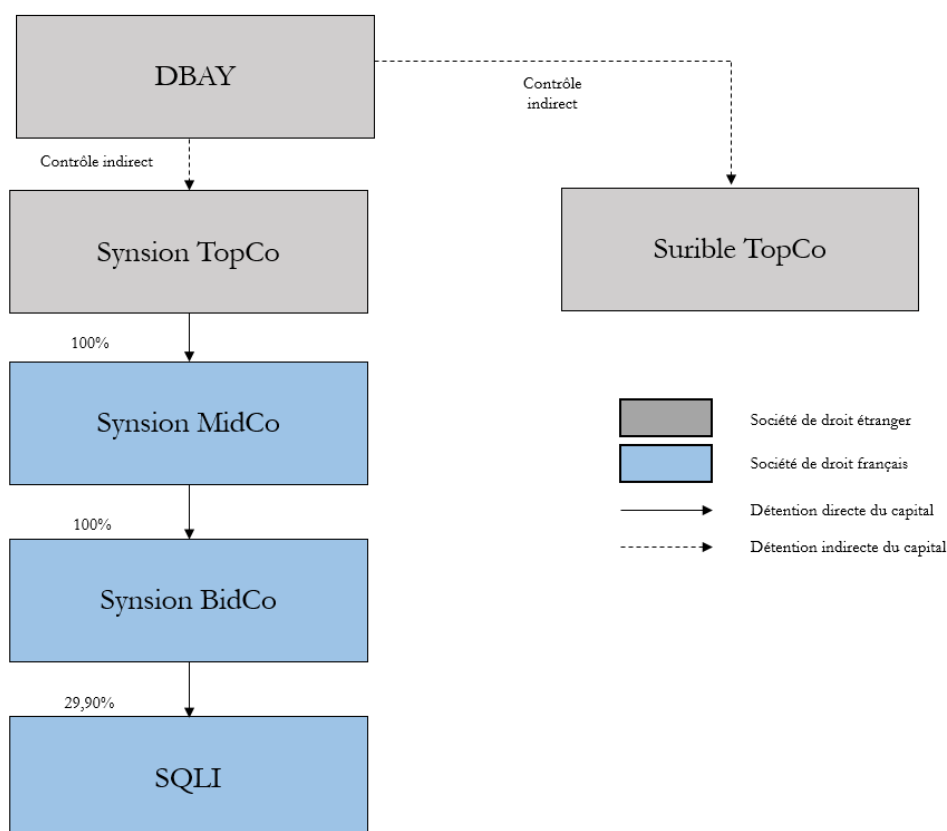 DBAY
Contrôle
indirect
Contrôle indirect
Synsion TopCo
Surible TopCo
100%
Synsion MidCo
Société de droit étranger
Société de droit français
100%
Détention directe du capital
Détention indirecte du capital
Synsion BidCo
29,90%
SQLI